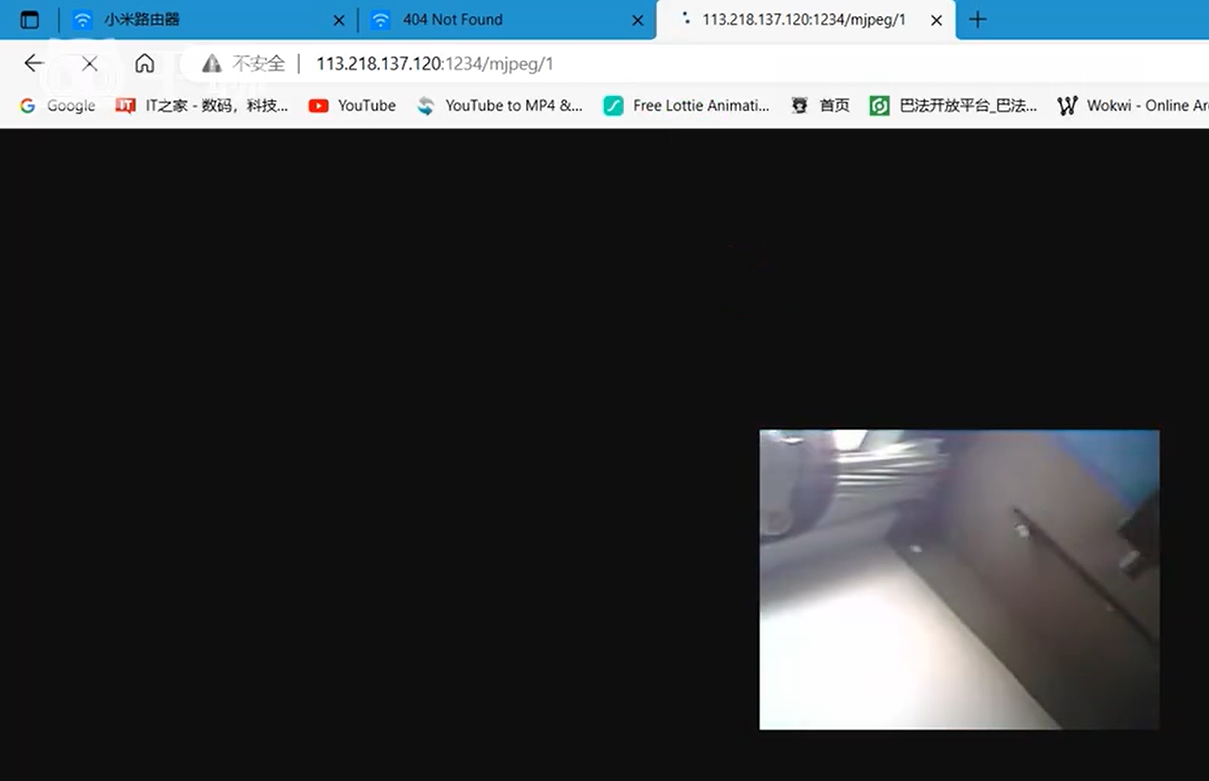 小米路由器 404 Not Found 113.218.137.120:1234/mjpeg/1
不安全 113.218.137.120:1234/mjpeg/1
Google IT之家 - 数码，科技... YouTube YouTube to MP4 &... Free Lottie Animati... 首页 巴法开放平台_巴法... Wokwi - Online Ar